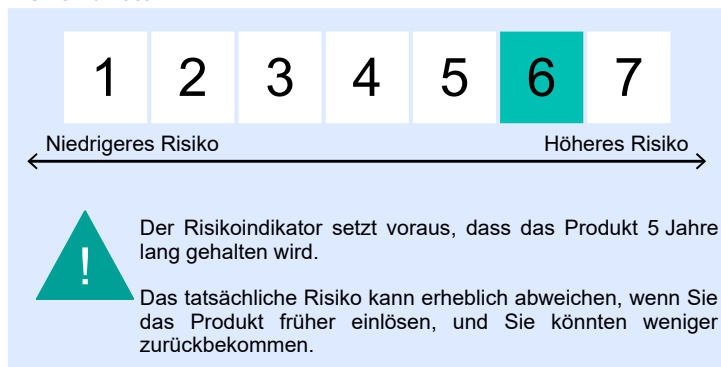 1 2 3 4 5 6 7
Niedrigeres Risiko Höheres Risiko
!
Der Risikoindikator setzt voraus, dass das Produkt 5 Jahre
lang gehalten wird.
Das tatsächliche Risiko kann erheblich abweichen, wenn Sie
das Produkt früher einlösen, und Sie könnten weniger
zurückbekommen.